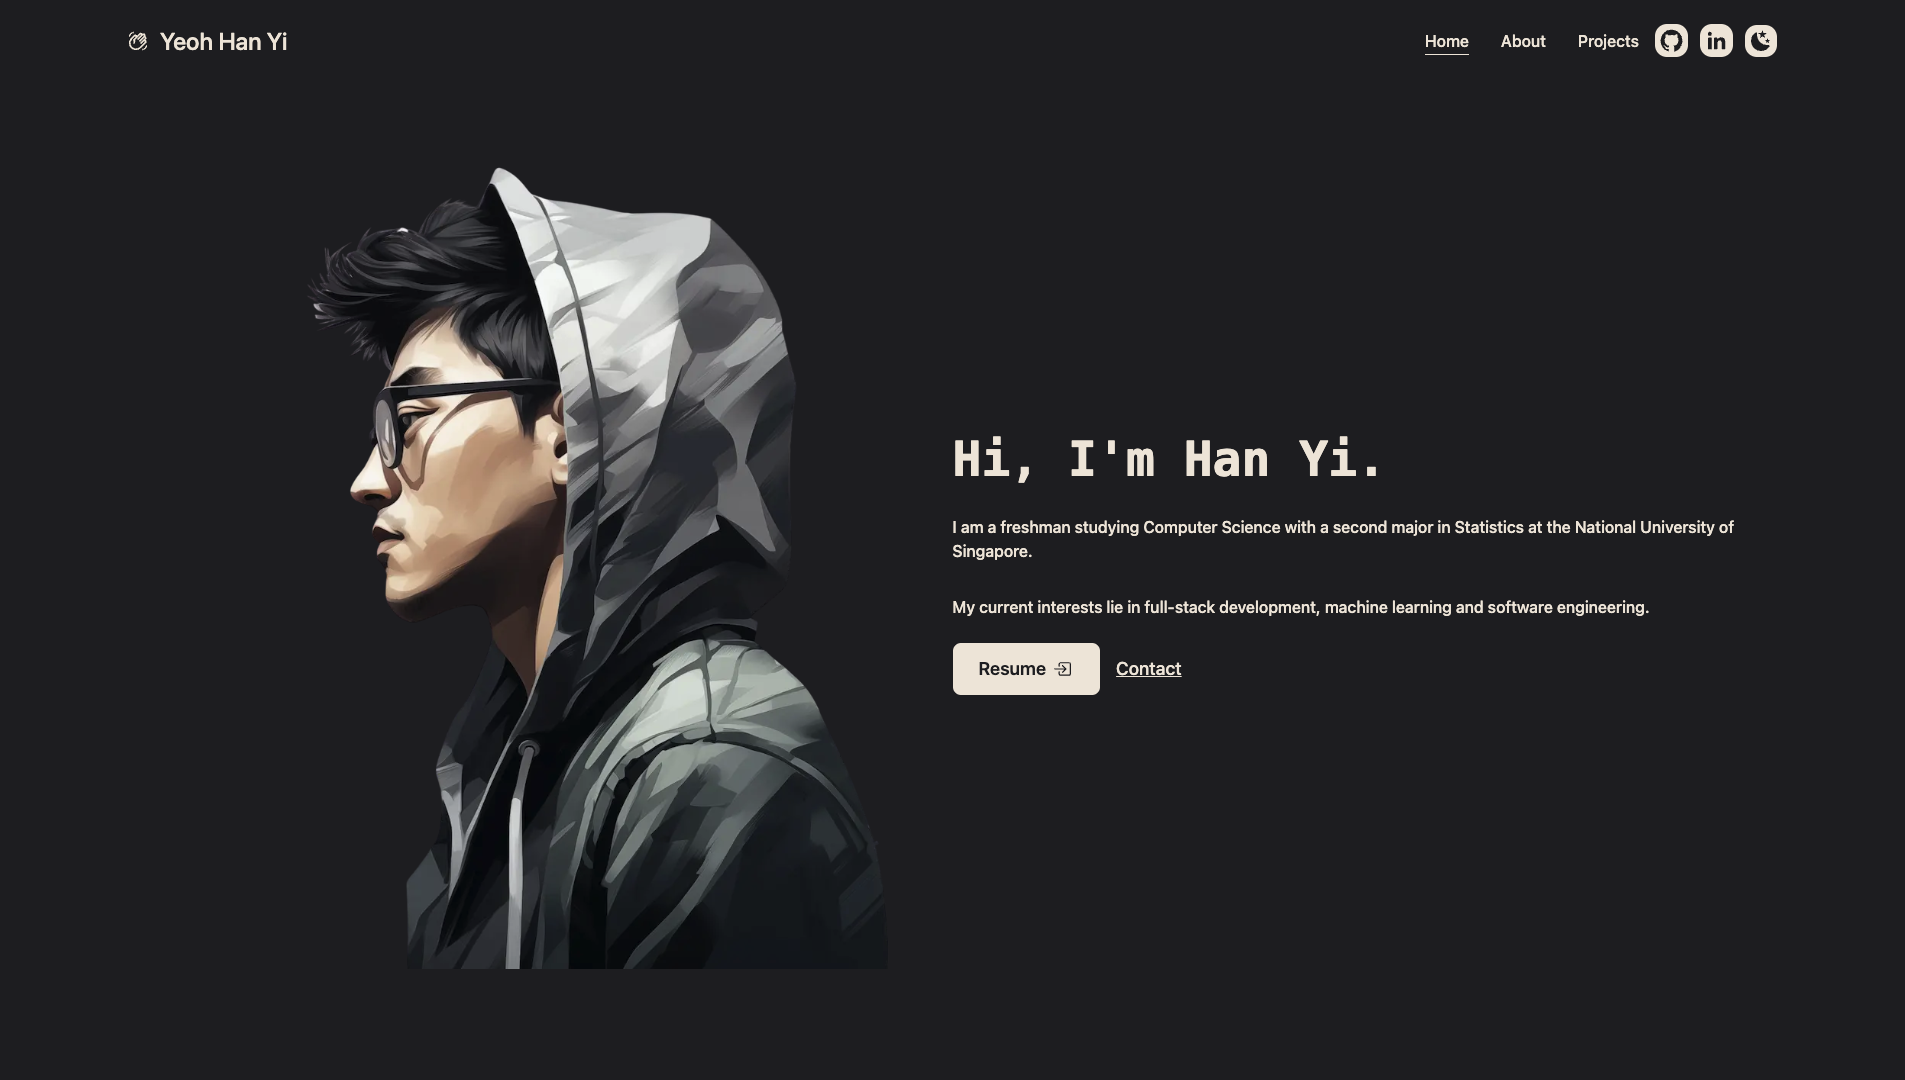 Yeoh Han Yi
Home
About
Projects
Hi, I'm Han Yi.
I am a freshman studying Computer Science with a second major in Statistics at the National University of
Singapore.
My current interests lie in full-stack development, machine learning and software engineering.
Resume
Contact